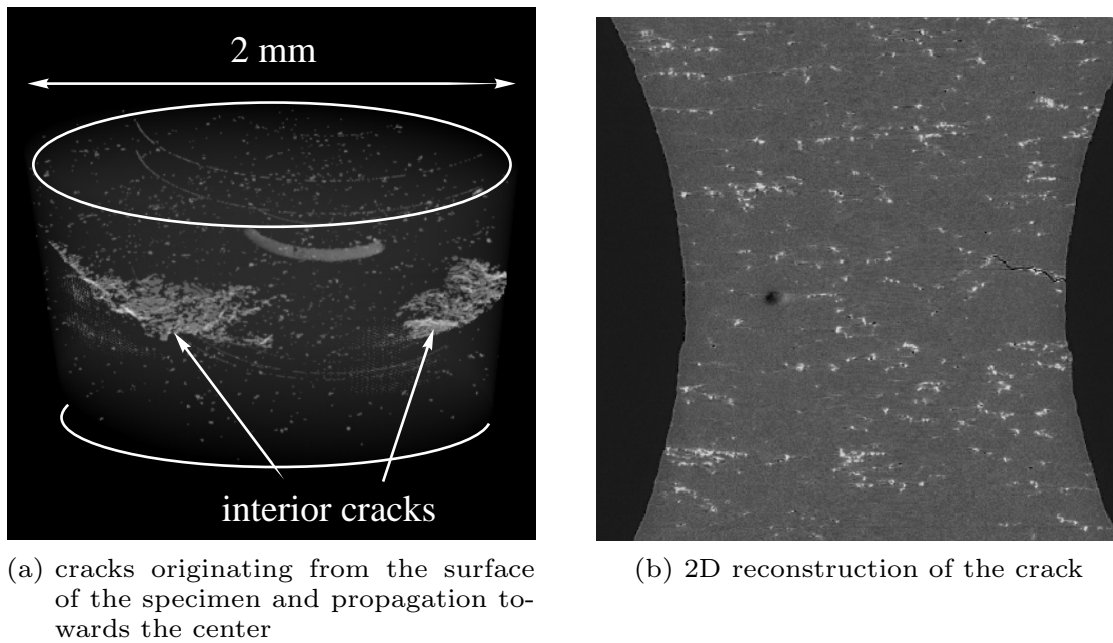 2 mm
interior cracks
(a) cracks originating from the surface
of the specimen and propagation to-
wards the center
(b) 2D reconstruction of the crack